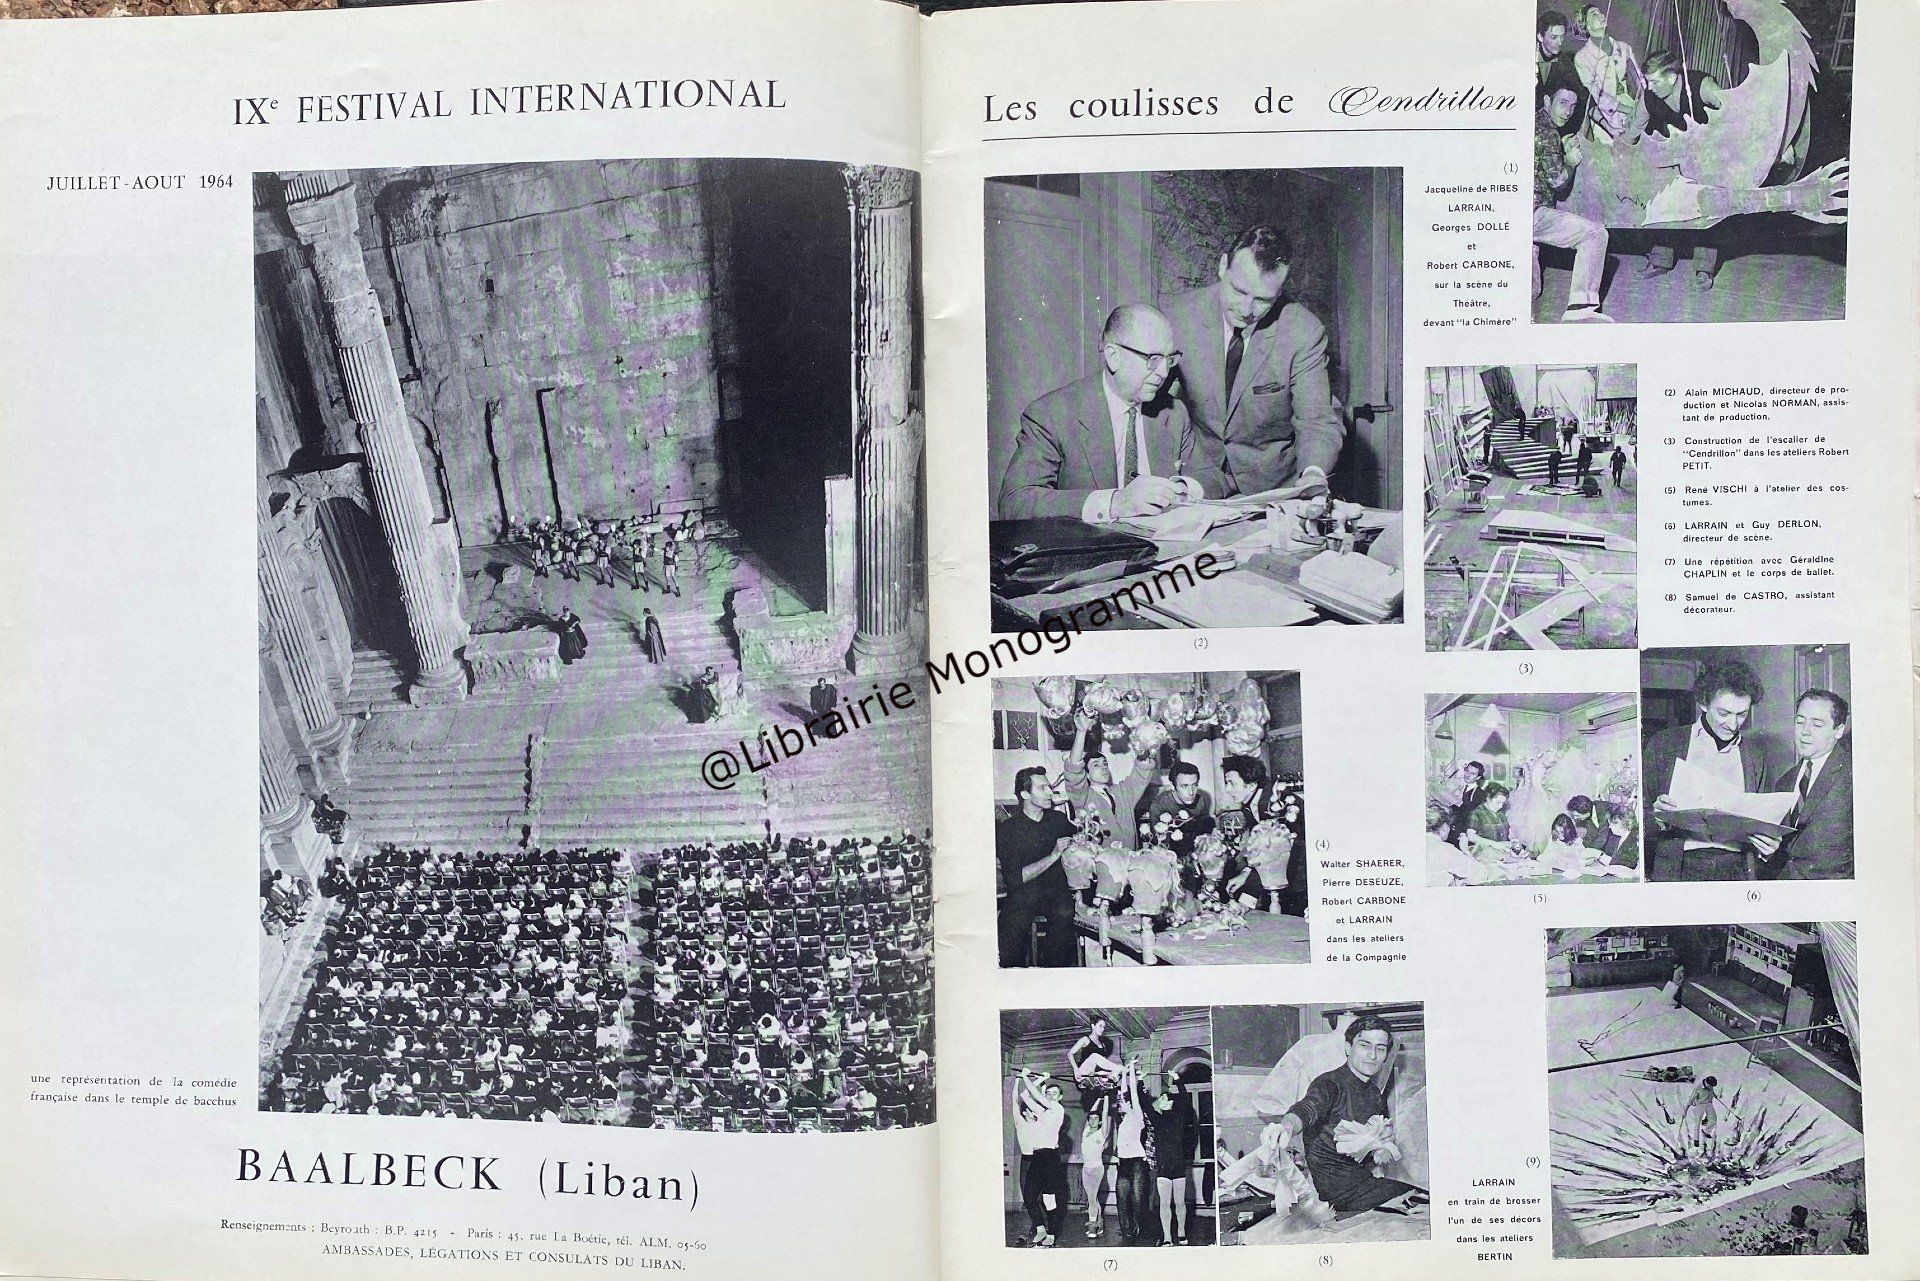 IXe FESTIVAL INTERNATIONAL
JUILLET-AOUT 1964
une représentation de la comédie
française dans le temple de bacchus
BAALBECK (Liban)
Renseignements : Beyrouth : B.P. 4215 - Paris : 45, rue La Boétie, tél. ALM. 05-60
AMBASSADES, LÉGATIONS ET CONSULATS DU LIBAN.
@Librairie Monogramme
Les coulisses de Cendrillon
(1)
Jacqueline de RIBES
LARRAIN,
Georges DOLLÉ
et
Robert CARBONE,
sur la scène du
Théâtre,
devant "la Chimère"
(2)
(3)
(2) Alain MICHAUD, directeur de pro-
duction et Nicolas NORMAN, assis-
tant de production.
(3) Construction de l'escalier de
"Cendrillon" dans les ateliers Robert
PETIT.
(5) René VISCHI à l'atelier des cos-
tumes.
(6) LARRAIN et Guy DERLON,
directeur de scène.
(7) Une répétition avec Géraldine
CHAPLIN et le corps de ballet.
(8) Samuel de CASTRO, assistant
décorateur.
(4)
Walter SHAERER,
Pierre DESEUZE,
Robert CARBONE
et LARRAIN
dans les ateliers
de la Compagnie
(5)
(6)
(7)
(8)
(9)
LARRAIN
en train de brosser
l'un de ses décors
dans les ateliers
BERTIN